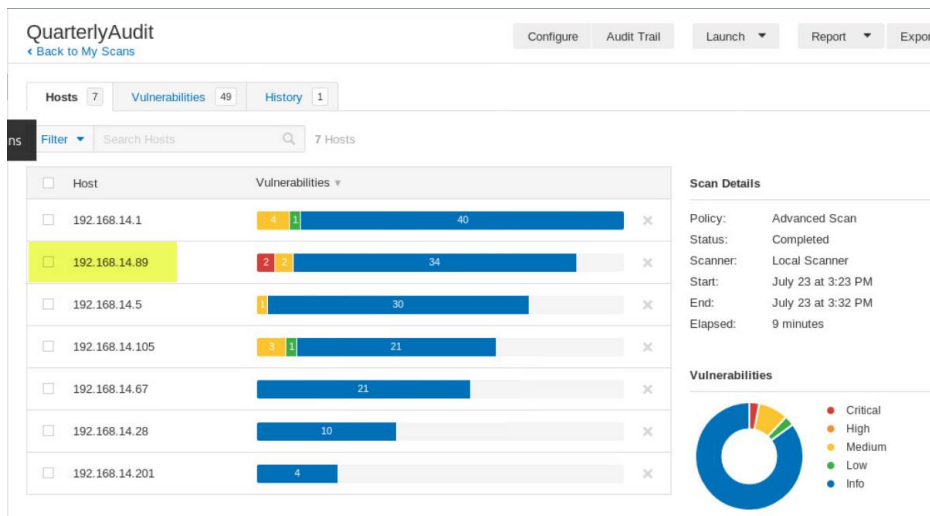 QuarterlyAudit
‹ Back to My Scans
Configure Audit Trail Launch Report Expor
Hosts 7 Vulnerabilities 49 History 1
ns Filter Search Hosts 7 Hosts
Host Vulnerabilities
192.168.14.1 4 1 40
192.168.14.89 2 2 34
192.168.14.5 1 30
192.168.14.105 3 1 21
192.168.14.67 21
192.168.14.28 10
192.168.14.201 4
Scan Details
Policy: Advanced Scan
Status: Completed
Scanner: Local Scanner
Start: July 23 at 3:23 PM
End: July 23 at 3:32 PM
Elapsed: 9 minutes
Vulnerabilities
Critical
High
Medium
Low
Info